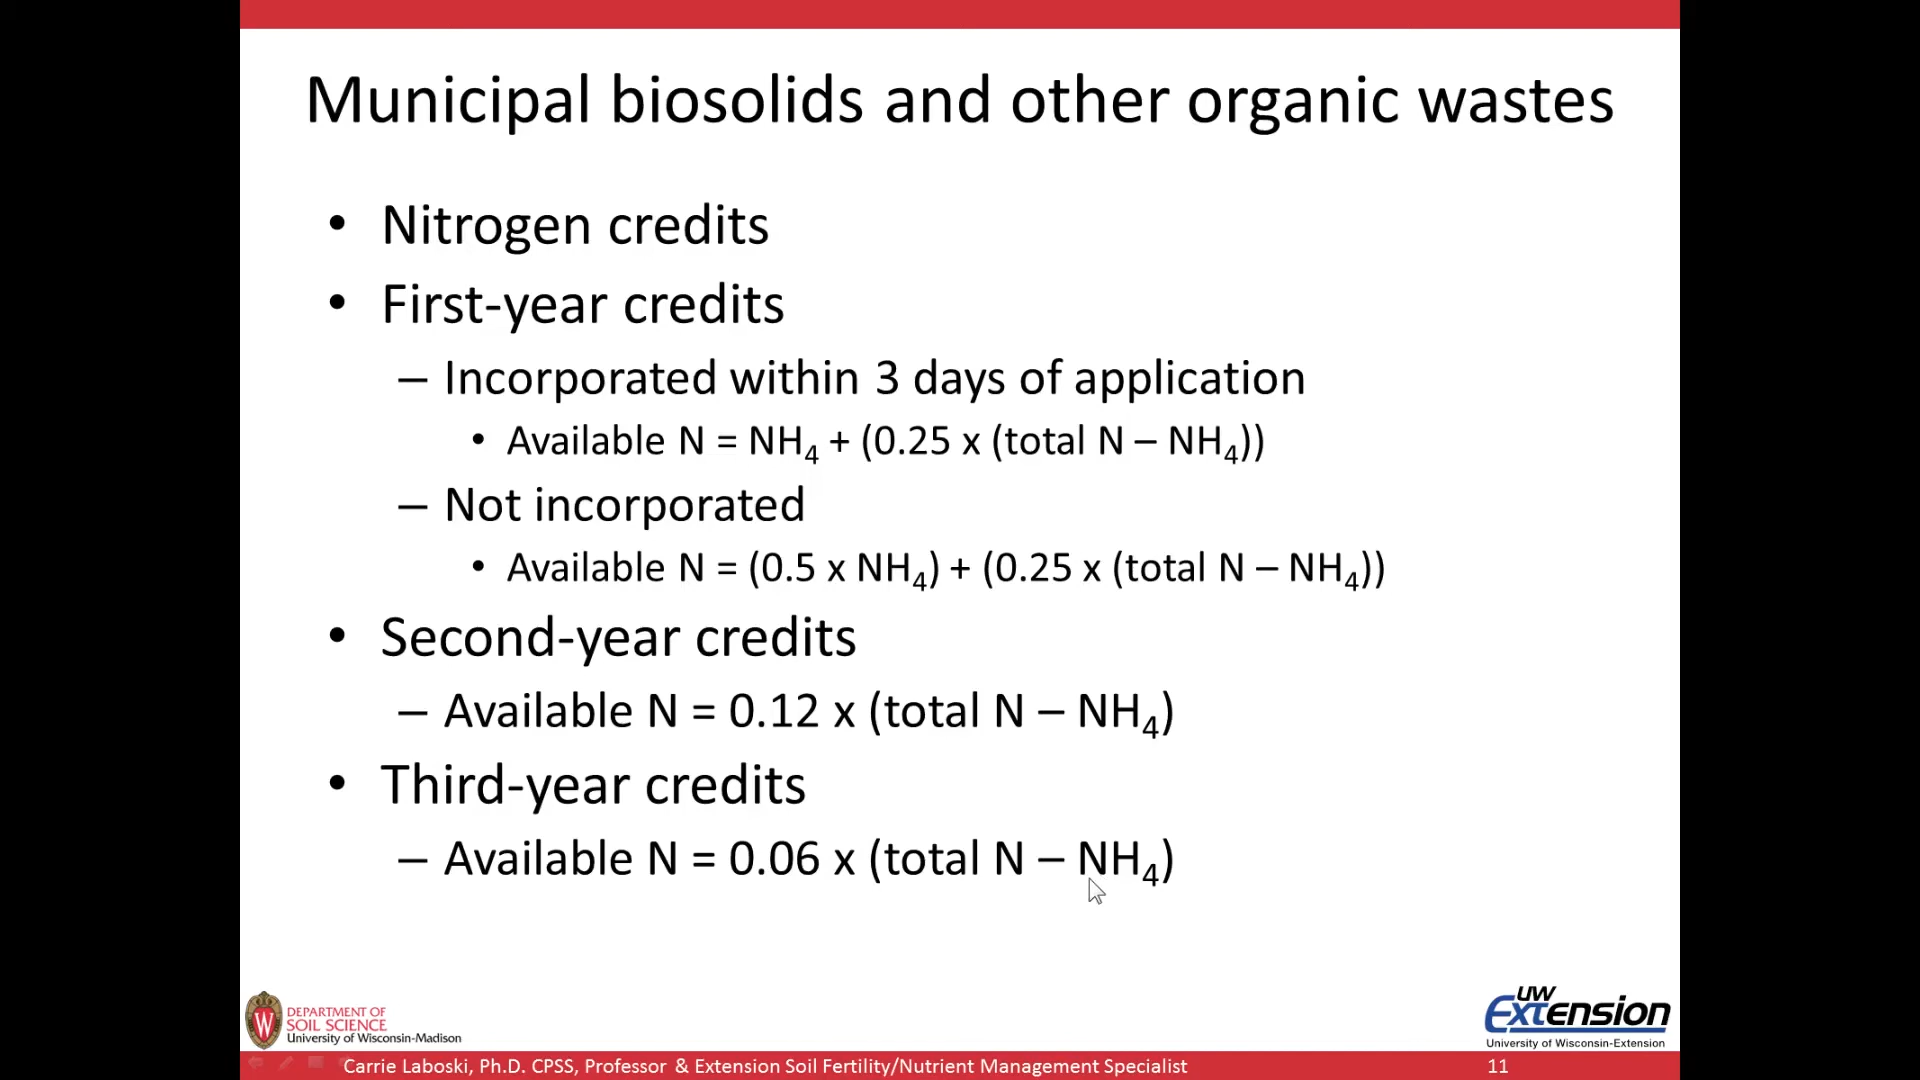 Municipal biosolids and other organic wastes
• Nitrogen credits
• First-year credits
– Incorporated within 3 days of application
• Available N = NH₄ + (0.25 x (total N – NH₄))
– Not incorporated
• Available N = (0.5 x NH₄) + (0.25 x (total N – NH₄))
• Second-year credits
– Available N = 0.12 x (total N – NH₄)
• Third-year credits
– Available N = 0.06 x (total N – NH₄)
W
DEPARTMENT OF
SOIL SCIENCE
University of Wisconsin-Madison
UW
Extension
University of Wisconsin-Extension
Carrie Laboski, Ph.D. CPSS, Professor & Extension Soil Fertility/Nutrient Management Specialist
11